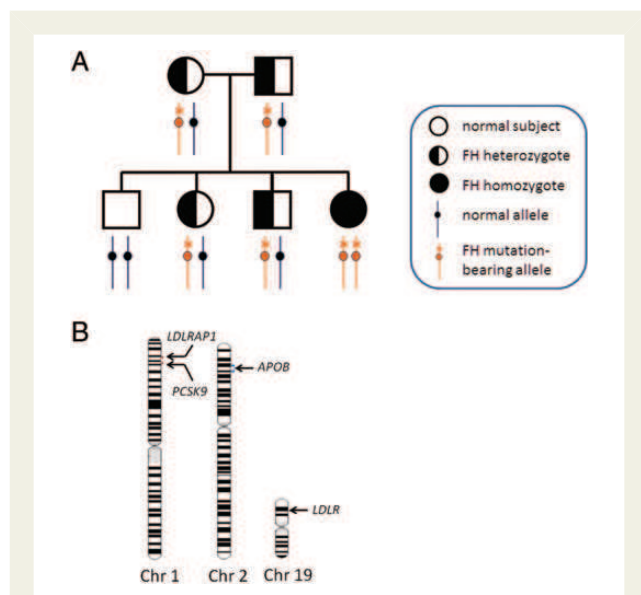 A
normal subject
FH heterozygote
FH homozygote
normal allele
FH mutation-
bearing allele
B
LDLRAP1
PCSK9
APOB
LDLR
Chr 1
Chr 2
Chr 19